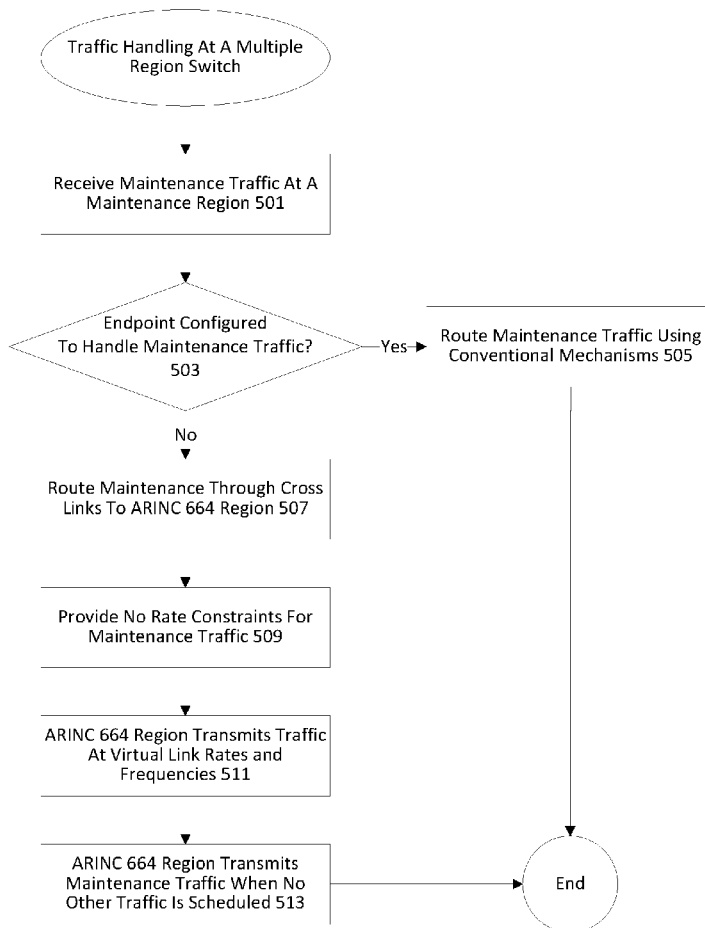 Traffic Handling At A Multiple
Region Switch
Receive Maintenance Traffic At A
Maintenance Region 501
Endpoint Configured
To Handle Maintenance Traffic?
503
Yes
Route Maintenance Traffic Using
Conventional Mechanisms 505
No
Route Maintenance Through Cross
Links To ARINC 664 Region 507
Provide No Rate Constraints For
Maintenance Traffic 509
ARINC 664 Region Transmits Traffic
At Virtual Link Rates and
Frequencies 511
ARINC 664 Region Transmits
Maintenance Traffic When No
Other Traffic Is Scheduled 513
End